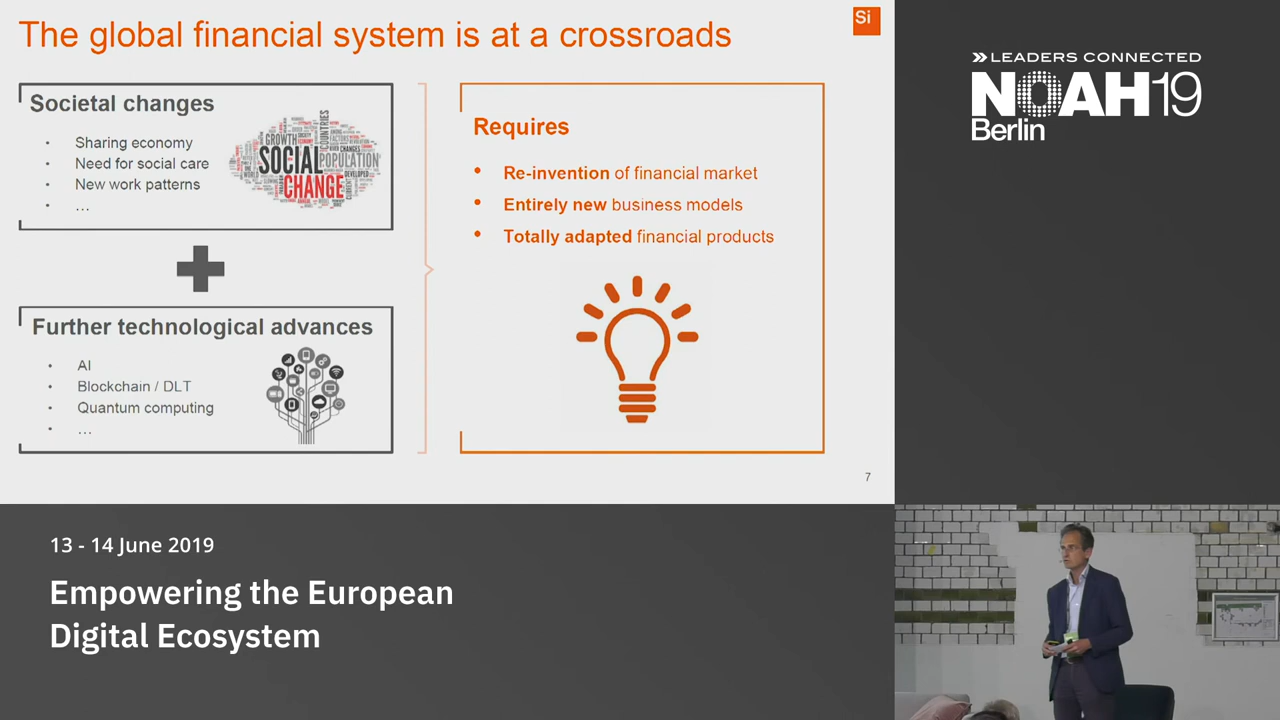 The global financial system is at a crossroads
Si
Societal changes
• Sharing economy
• Need for social care
• New work patterns
• …
GROWTH
SOCIAL
POPULATION
CHANGE
COUNTRIES
DEVELOPED
Further technological advances
• AI
• Blockchain / DLT
• Quantum computing
• …
Requires
• Re-invention of financial market
• Entirely new business models
• Totally adapted financial products
7
LEADERS CONNECTED
NOAH19
Berlin
13 - 14 June 2019
Empowering the European
Digital Ecosystem